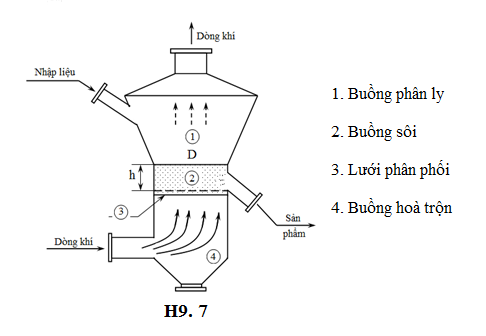 Dòng khí
Nhập liệu
1. Buồng phân ly
1
D
2. Buồng sôi
h
2
3. Lưới phân phối
3
4. Buồng hoà trộn
Sản
phẩm
Dòng khí
4
H9. 7